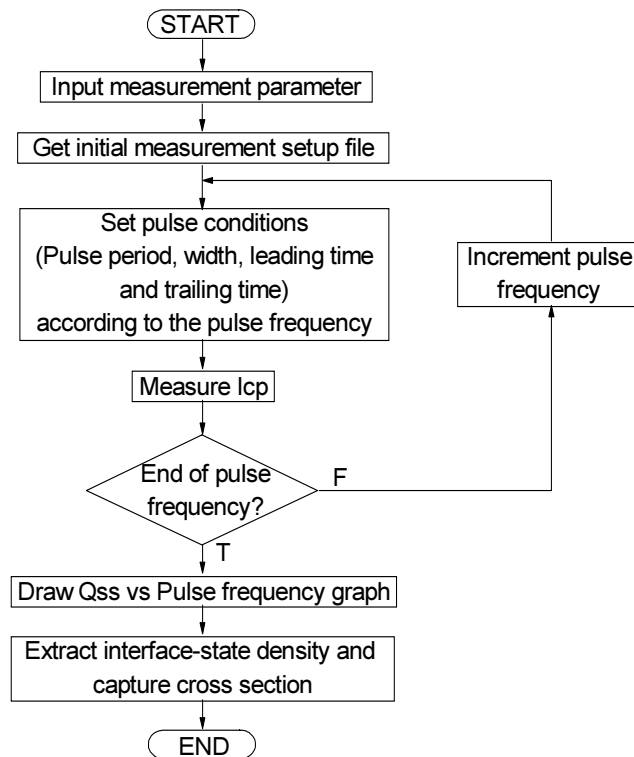 START
Input measurement parameter
Get initial measurement setup file
Set pulse conditions
(Pulse period, width, leading time
and trailing time)
according to the pulse frequency
Increment pulse
frequency
Measure Icp
End of pulse
frequency?
F
T
Draw Qss vs Pulse frequency graph
Extract interface-state density and
capture cross section
END